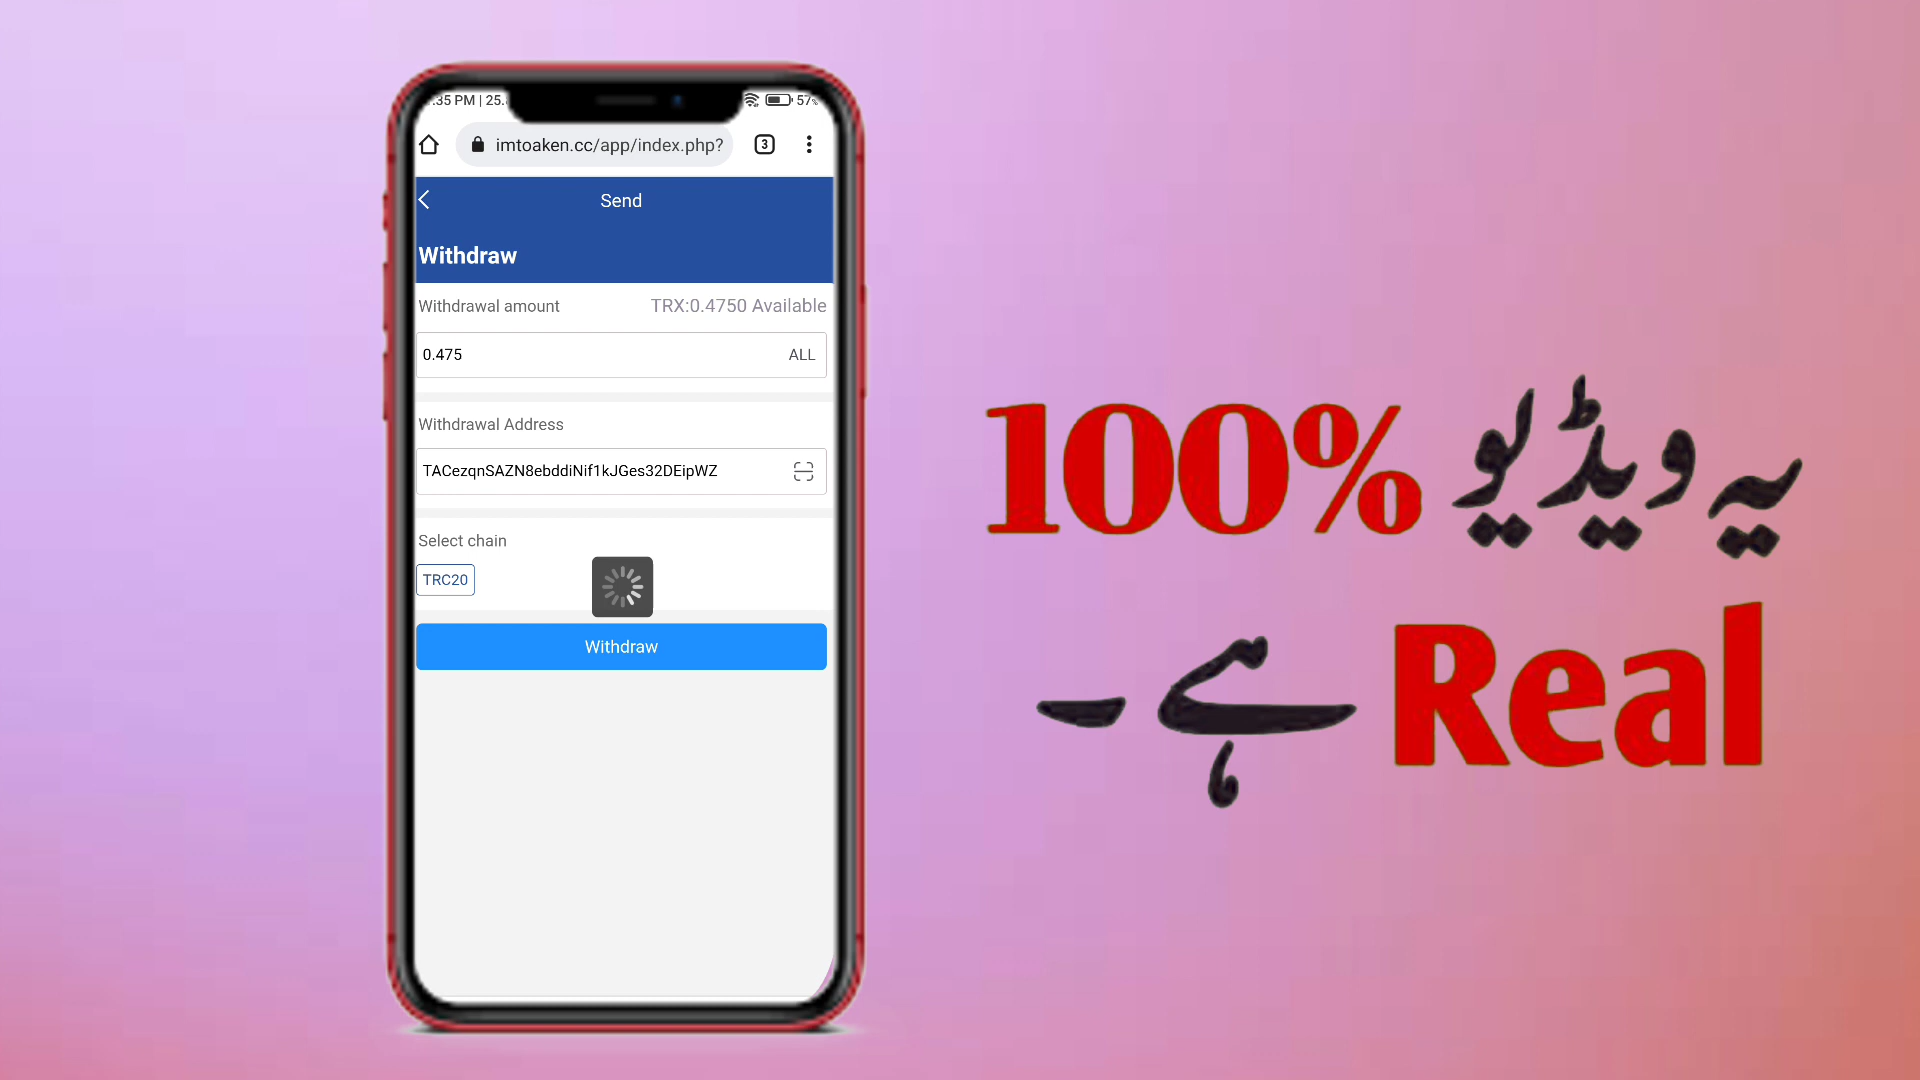 :35 PM | 25.
57%
imtoaken.cc/app/index.php?
3
Send
Withdraw
Withdrawal amount
TRX:0.4750 Available
0.475
ALL
Withdrawal Address
TACezqnSAZN8ebddiNif1kJGes32DEipWZ
Select chain
TRC20
Withdraw
یہ ویڈیو 100%
Real ہے۔